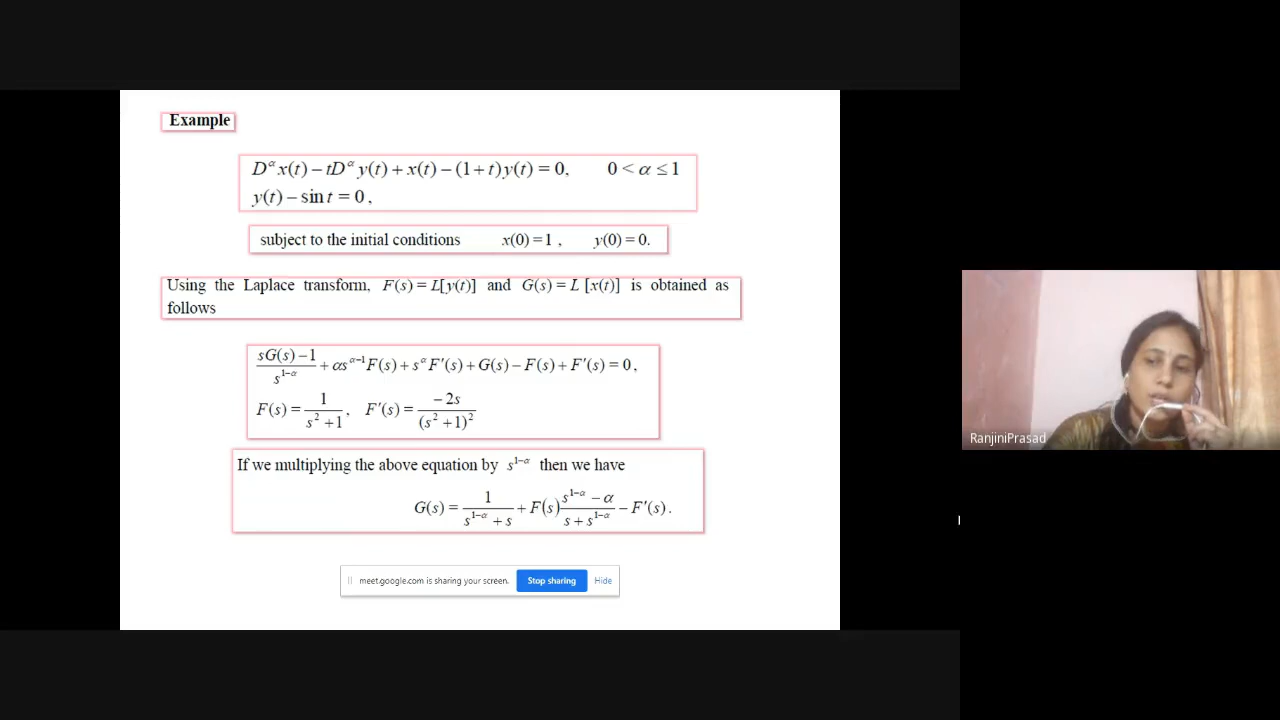 Example
D^α x(t) − tD^α y(t) + x(t) − (1 + t) y(t) = 0, 0 < α ≤ 1
y(t) − sin t = 0 ,
subject to the initial conditions x(0) = 1 , y(0) = 0.
Using the Laplace transform, F(s) = L[y(t)] and G(s) = L [x(t)] is obtained as
follows
(sG(s) − 1)/s^(1−α) + αs^(α−1) F(s) + s^α F′(s) + G(s) − F(s) + F′(s) = 0 ,
F(s) = 1/(s² + 1) , F′(s) = −2s/(s² + 1)²
If we multiplying the above equation by s^(1−α) then we have
G(s) = 1/(s^(1−α) + s) + F(s) (s^(1−α) − α)/(s + s^(1−α)) − F′(s) .
meet.google.com is sharing your screen. Stop sharing Hide
RanjiniPrasad